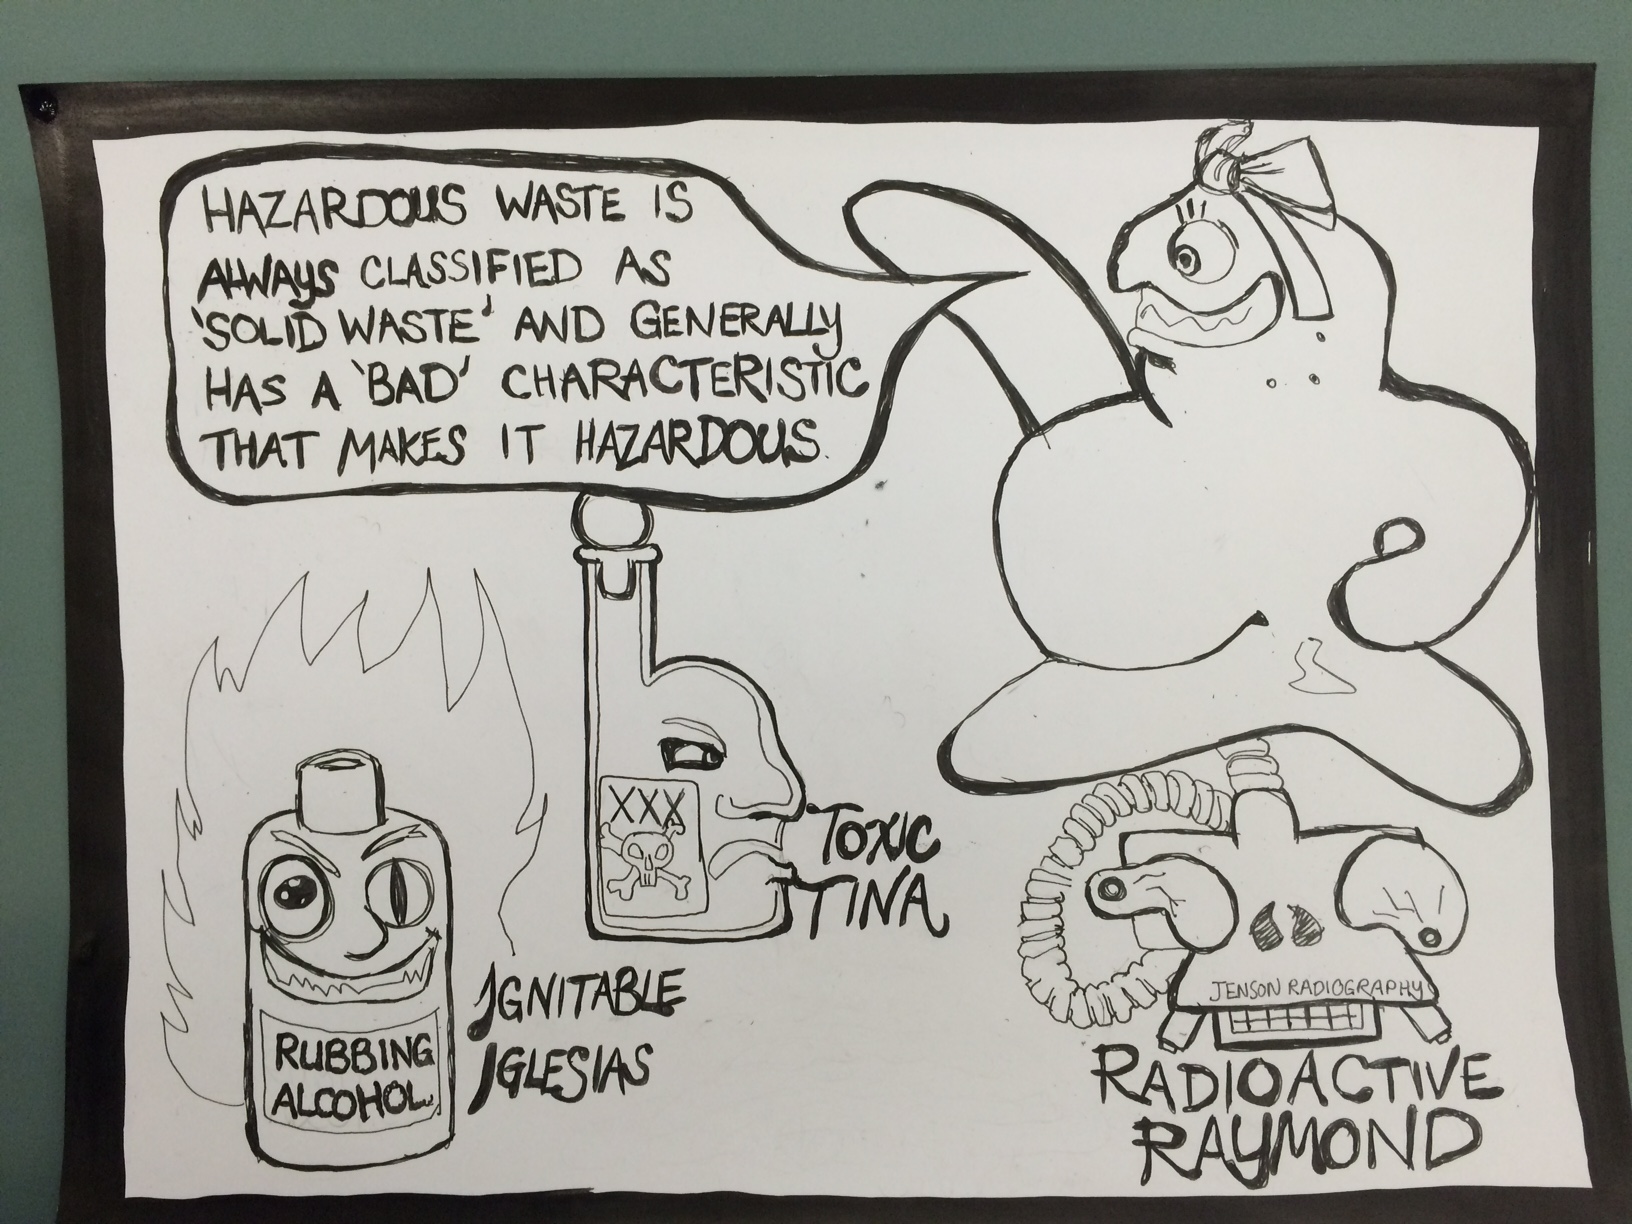 HAZARDOUS WASTE IS
ALWAYS CLASSIFIED AS
'SOLID WASTE' AND GENERALLY
HAS A 'BAD' CHARACTERISTIC
THAT MAKES IT HAZARDOUS.
XXX
TOXIC
TINA
IGNITABLE
IGLESIAS
RUBBING
ALCOHOL
JENSON RADIOGRAPHY
RADIOACTIVE
RAYMOND